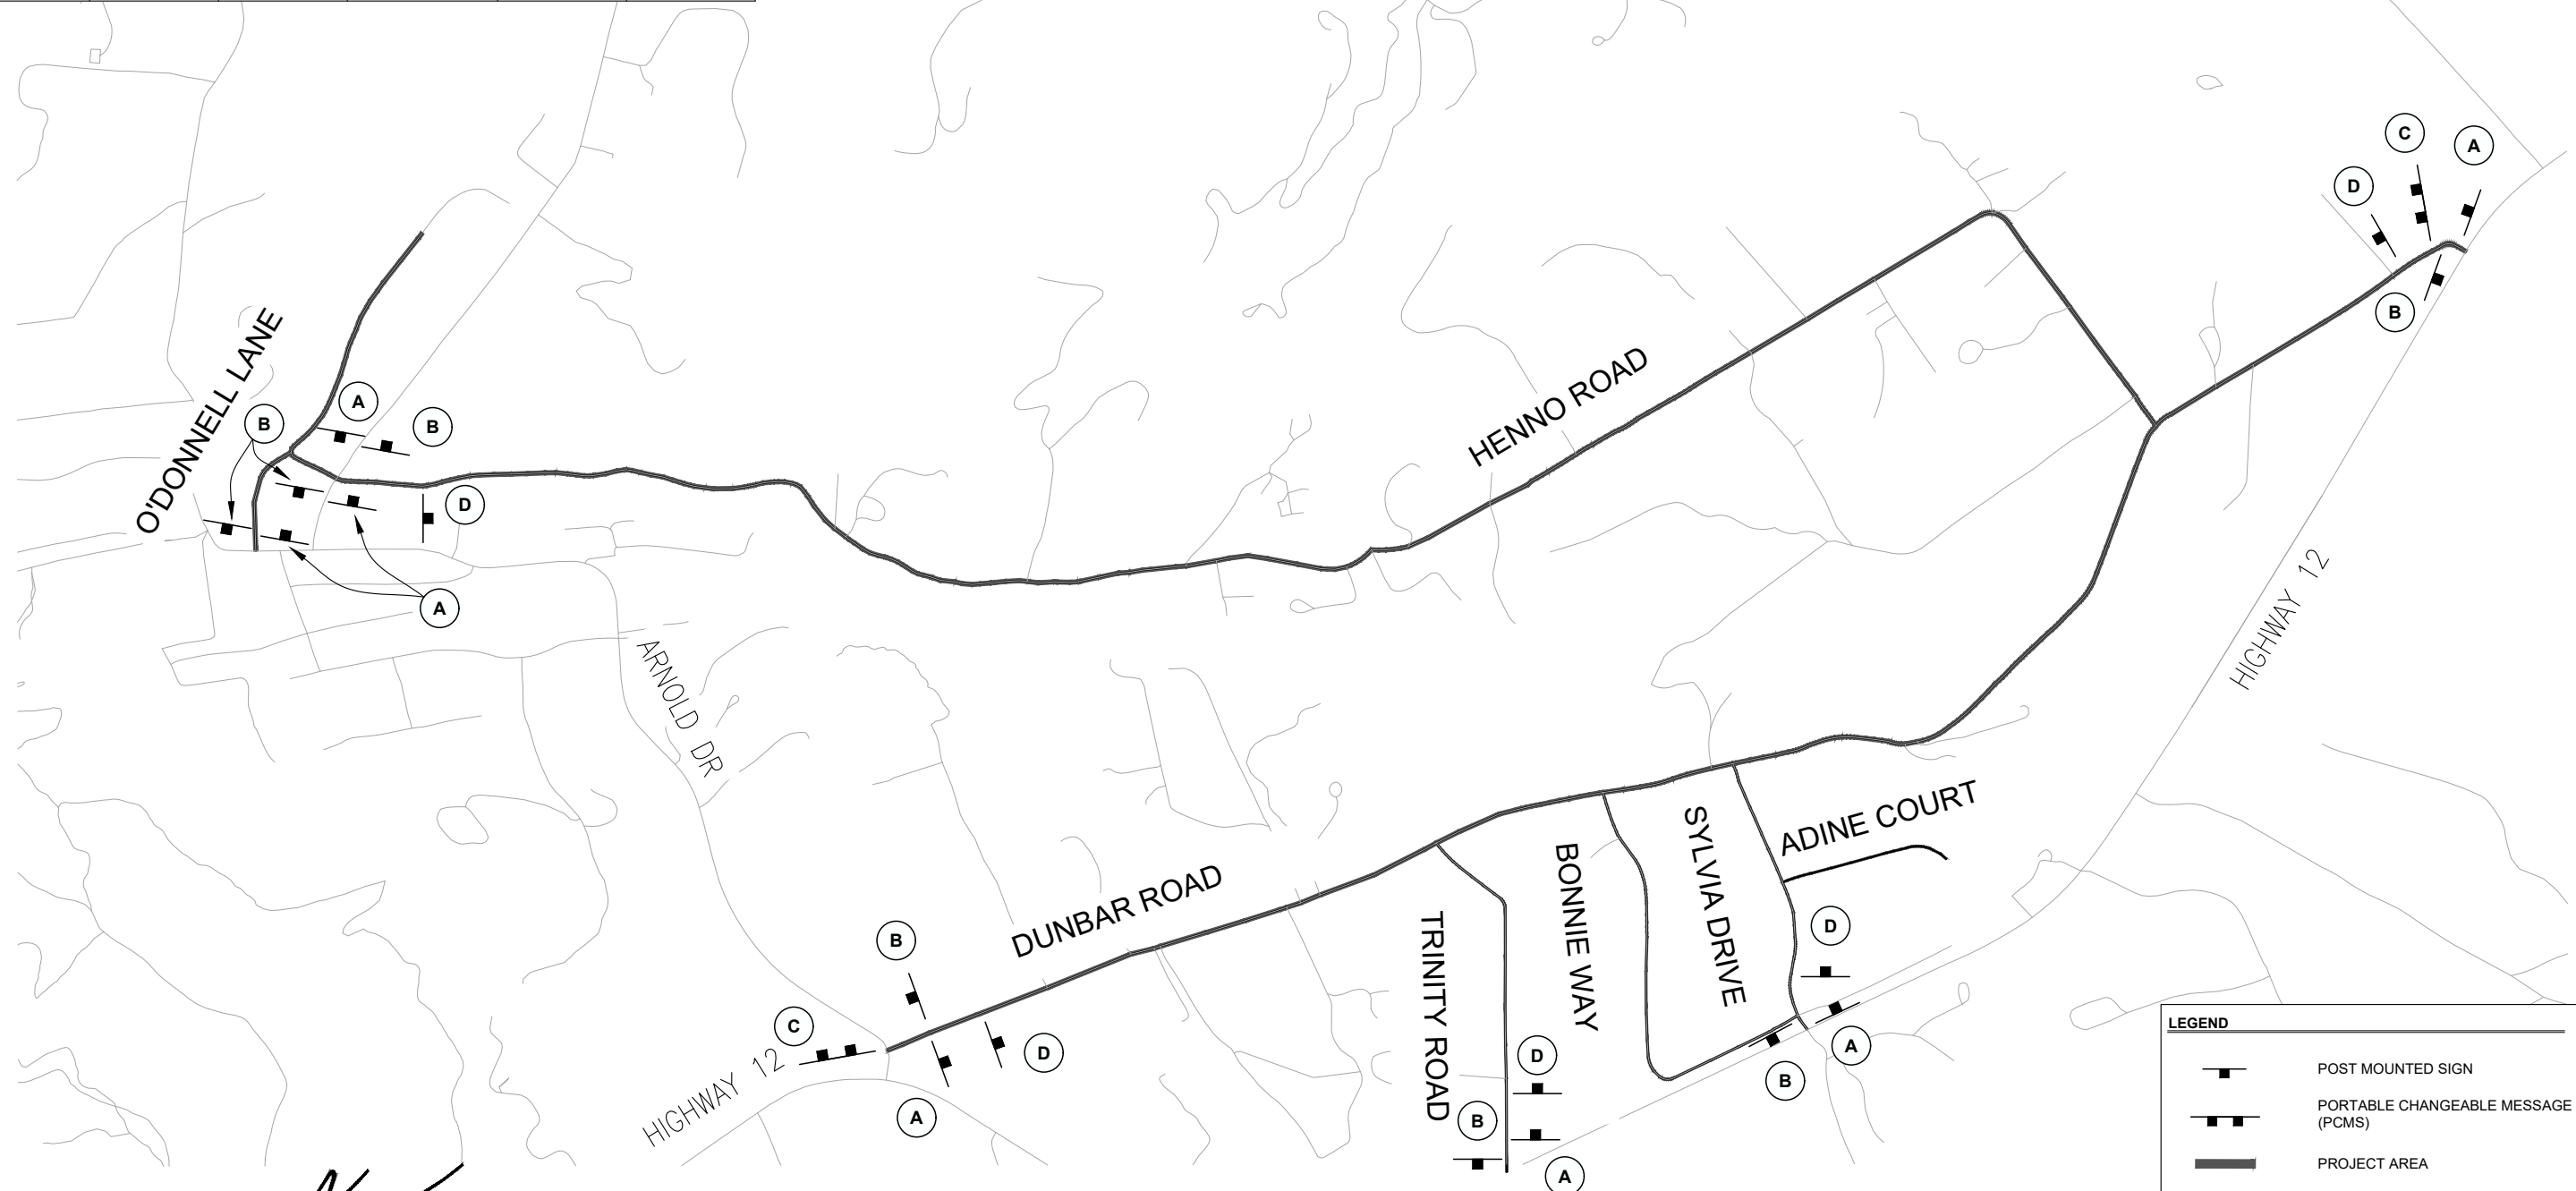 C
A
D
B
HENNO ROAD
O'DONNELL LANE
A
B
B
D
A
HIGHWAY 12
ARNOLD DR
ADINE COURT
SYLVIA DRIVE
BONNIE WAY
DUNBAR ROAD
TRINITY ROAD
B
D
C
D
A
HIGHWAY 12
D
B
A
A
B
LEGEND
POST MOUNTED SIGN
PORTABLE CHANGEABLE MESSAGE
(PCMS)
PROJECT AREA